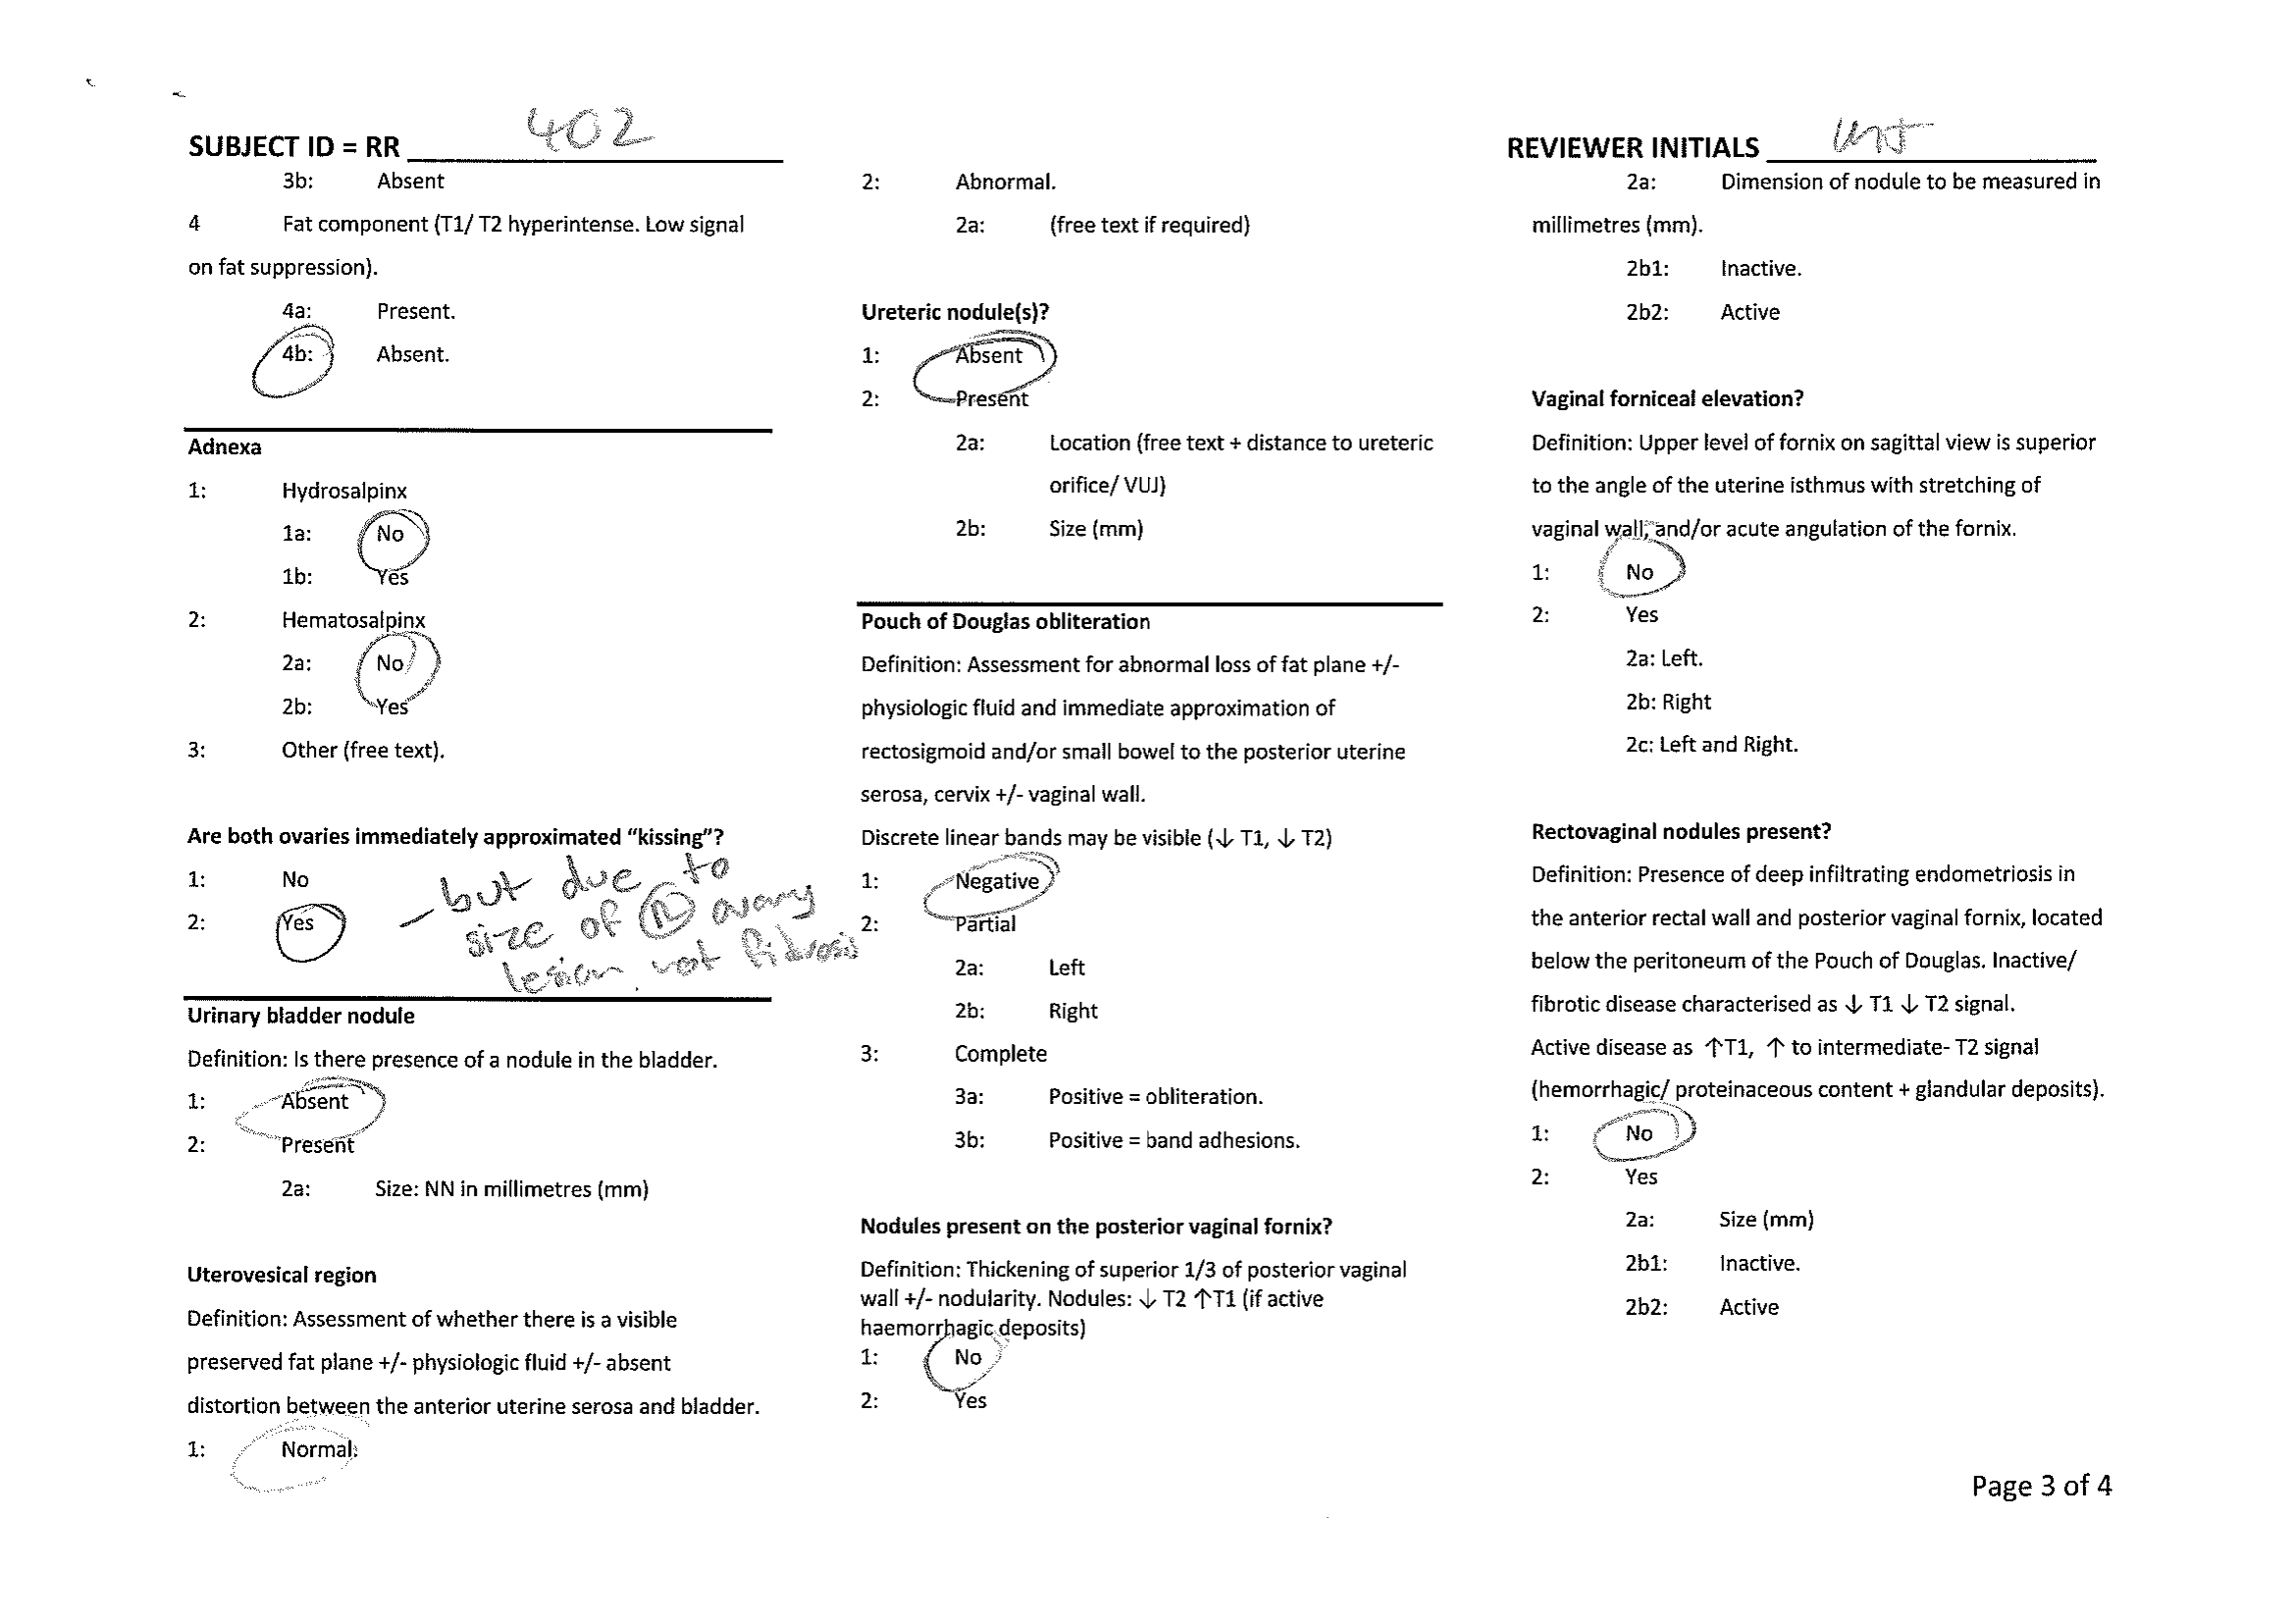 SUBJECT ID = RR 402
3b: Absent
4 Fat component (T1/ T2 hyperintense. Low signal
on fat suppression).
4a: Present.
4b: Absent.
Adnexa
1: Hydrosalpinx
1a: No
1b: Yes
2: Hematosalpinx
2a: No
2b: Yes
3: Other (free text).
Are both ovaries immediately approximated “kissing”?
1: No
2: Yes
— but due to
size of R ovary
lesion, not fibrosis
Urinary bladder nodule
Definition: Is there presence of a nodule in the bladder.
1: Absent
2: Present
2a: Size: NN in millimetres (mm)
Uterovesical region
Definition: Assessment of whether there is a visible
preserved fat plane +/- physiologic fluid +/- absent
distortion between the anterior uterine serosa and bladder.
1: Normal.
2: Abnormal.
2a: (free text if required)
Ureteric nodule(s)?
1: Absent
2: Present
2a: Location (free text + distance to ureteric
orifice/ VUJ)
2b: Size (mm)
Pouch of Douglas obliteration
Definition: Assessment for abnormal loss of fat plane +/-
physiologic fluid and immediate approximation of
rectosigmoid and/or small bowel to the posterior uterine
serosa, cervix +/- vaginal wall.
Discrete linear bands may be visible (↓ T1, ↓ T2)
1: Negative
2: Partial
2a: Left
2b: Right
3: Complete
3a: Positive = obliteration.
3b: Positive = band adhesions.
Nodules present on the posterior vaginal fornix?
Definition: Thickening of superior 1/3 of posterior vaginal
wall +/- nodularity. Nodules: ↓ T2 ↑T1 (if active
haemorrhagic deposits)
1: No
2: Yes
REVIEWER INITIALS
2a: Dimension of nodule to be measured in
millimetres (mm).
2b1: Inactive.
2b2: Active
Vaginal forniceal elevation?
Definition: Upper level of fornix on sagittal view is superior
to the angle of the uterine isthmus with stretching of
vaginal wall, and/or acute angulation of the fornix.
1: No
2: Yes
2a: Left.
2b: Right
2c: Left and Right.
Rectovaginal nodules present?
Definition: Presence of deep infiltrating endometriosis in
the anterior rectal wall and posterior vaginal fornix, located
below the peritoneum of the Pouch of Douglas. Inactive/
fibrotic disease characterised as ↓ T1 ↓ T2 signal.
Active disease as ↑T1, ↑ to intermediate- T2 signal
(hemorrhagic/ proteinaceous content + glandular deposits).
1: No
2: Yes
2a: Size (mm)
2b1: Inactive.
2b2: Active
Page 3 of 4